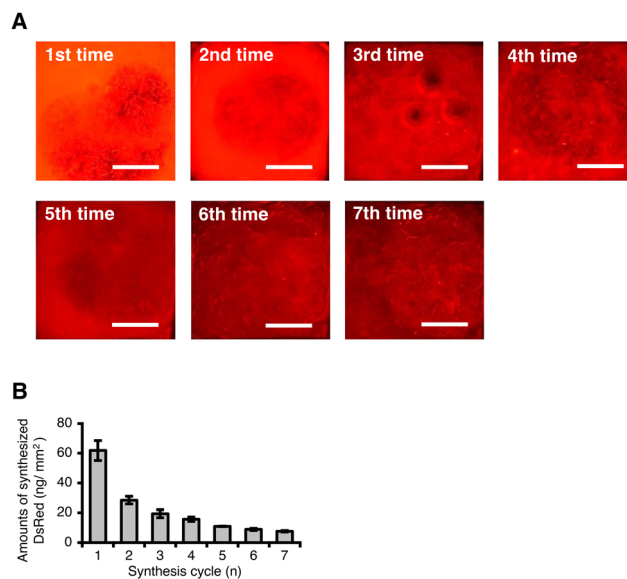 A
1st time
2nd time
3rd time
4th time
5th time
6th time
7th time
B
Amounts of synthesized
DsRed (ng/ mm²)
80
60
40
20
0
1 2 3 4 5 6 7
Synthesis cycle (n)